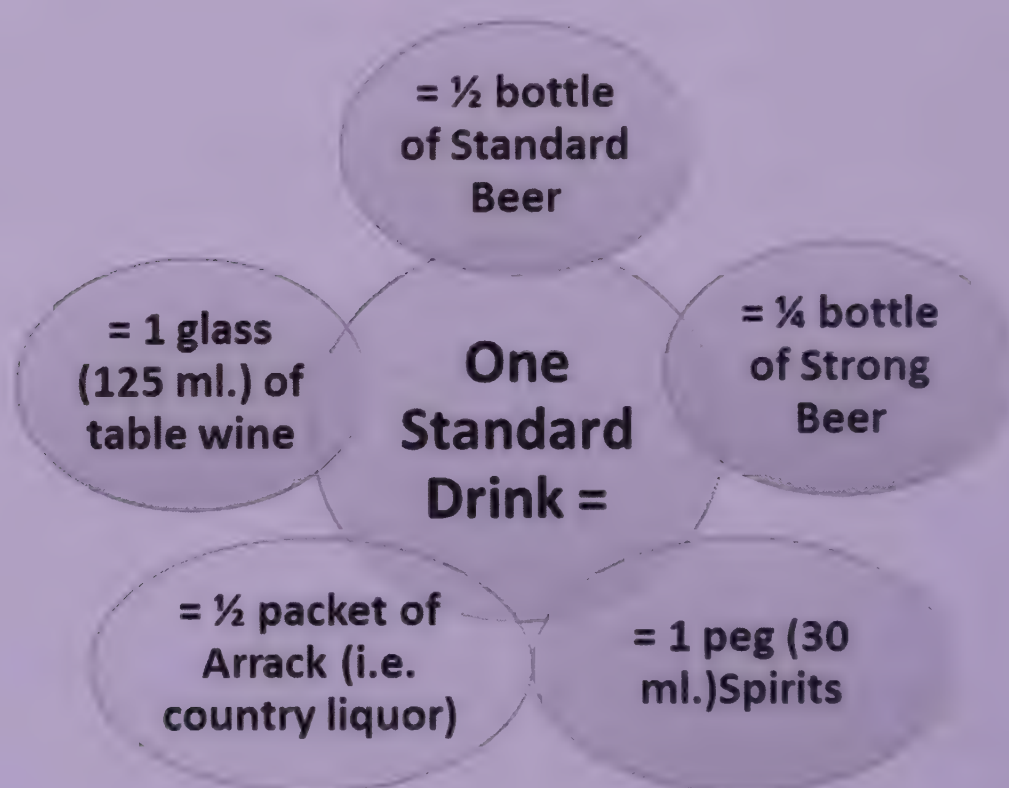 = ½ bottle
of Standard
Beer
= 1 glass
(125 ml.) of
table wine
One
Standard
Drink =
= ¼ bottle
of Strong
Beer
= ½ packet of
Arrack (i.e.
country liquor)
= 1 peg (30
ml.)Spirits